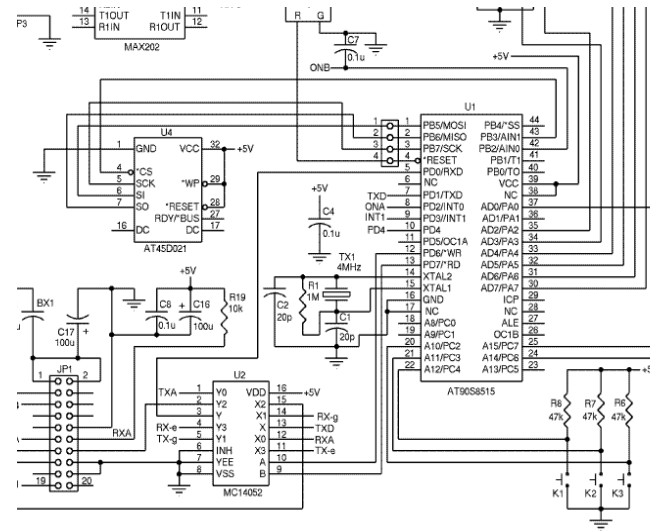 P3
14 T1OUT T1IN 11
13 R1IN R1OUT 12
MAX202
R G
C7
0.1u
ONB
+5V
U4
1 GND VCC 32 +5V
4 *CS
5 SCK *WP 29
6 SI
7 SO *RESET 28
RDY/*BUS 27
16 DC DC 17
AT45D021
U1
1 1 PB5/MOSI PB4/*SS 44
2 2 PB6/MISO PB3/AIN1 43
3 3 PB7/SCK PB2/AIN0 42
4 4 *RESET PB1/T1 41
5 PD0/RXD PB0/TO 40
6 NC VCC 39
TXD 7 PD1/TXD NC 38
ONA 8 PD2/INT0 AD0/PA0 37
INT1 9 PD3//INT1 AD1/PA1 36
PD4 10 PD4 AD2/PA2 35
11 PD5/OC1A AD3/PA3 34
12 PD6/*WR AD4/PA4 33
13 PD7/*RD AD5/PA5 32
14 XTAL2 AD6/PA6 31
15 XTAL1 AD7/PA7 30
16 GND ICP 29
17 NC NC 28
18 A8/PC0 ALE 27
19 A9/PC1 OC1B 26
20 A10/PC2 A15/PC7 25
21 A11/PC3 A14/PC6 24
22 A12/PC4 A13/PC5 23
AT90S8515
+5V
C4
0.1u
TX1
4MHz
R1
1M
C2
20p
C1
20p
+5V
BX1
C17
100u
C6
0.1u
C16
100u
R19
10k
JP1
1 2
RXA
19 20
U2
TXA 1 Y0 VDD 16 +5V
2 Y2 X2 15
3 Y X1 14 RX-g
RX-e 4 Y3 X 13 TXD
TX-g 5 Y1 X0 12 RXA
6 INH X3 11 TX-e
7 YEE A 10
8 VSS B 9
MC14052
R8
47k
R7
47k
R6
47k
K1 K2 K3